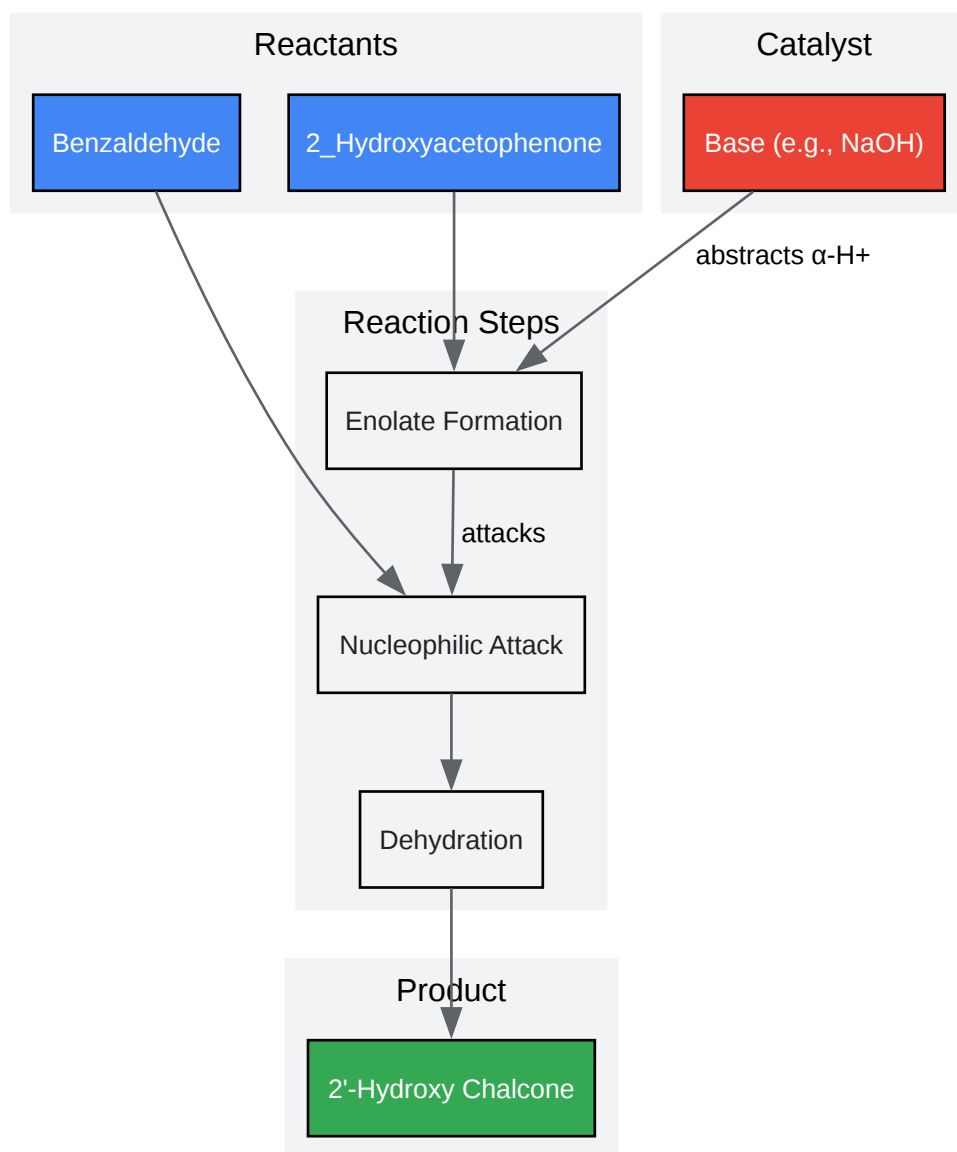 Reactants
Catalyst
Benzaldehyde
2_Hydroxyacetophenone
Base (e.g., NaOH)
abstracts α-H+
Reaction Steps
Enolate Formation
attacks
Nucleophilic Attack
Dehydration
Product
2'-Hydroxy Chalcone